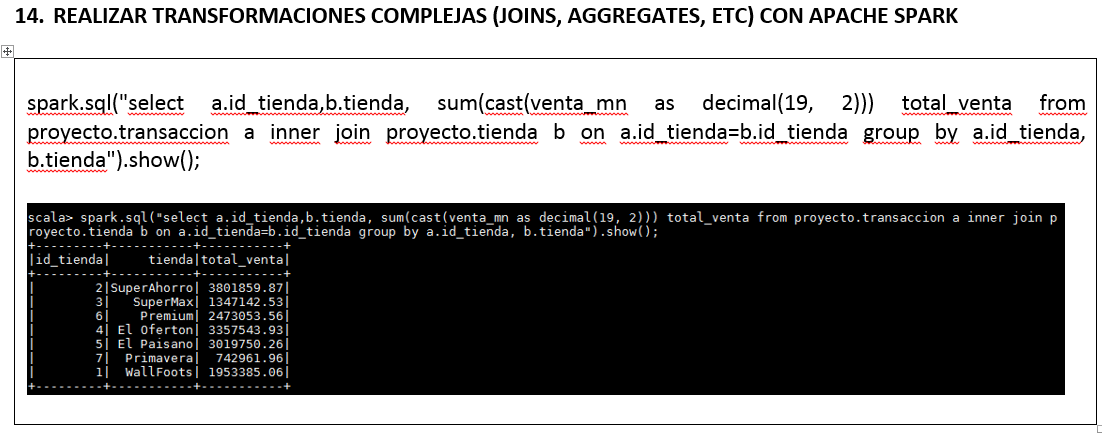 14. REALIZAR TRANSFORMACIONES COMPLEJAS (JOINS, AGGREGATES, ETC) CON APACHE SPARK
spark.sql("select a.id_tienda,b.tienda, sum(cast(venta_mn as decimal(19, 2))) total_venta from
proyecto.transaccion a inner join proyecto.tienda b on a.id_tienda=b.id_tienda group by a.id_tienda,
b.tienda").show();
scala> spark.sql("select a.id_tienda,b.tienda, sum(cast(venta_mn as decimal(19, 2))) total_venta from proyecto.transaccion a inner join p
royecto.tienda b on a.id_tienda=b.id_tienda group by a.id_tienda, b.tienda").show();
+---------+-----------+-----------+
|id_tienda|     tienda|total_venta|
+---------+-----------+-----------+
|        2|SuperAhorro| 3801859.87|
|        3|   SuperMax| 1347142.53|
|        6|    Premium| 2473053.56|
|        4| El Oferton| 3357543.93|
|        5| El Paisano| 3019750.26|
|        7|  Primavera|  742961.96|
|        1|  WallFoots| 1953385.06|
+---------+-----------+-----------+